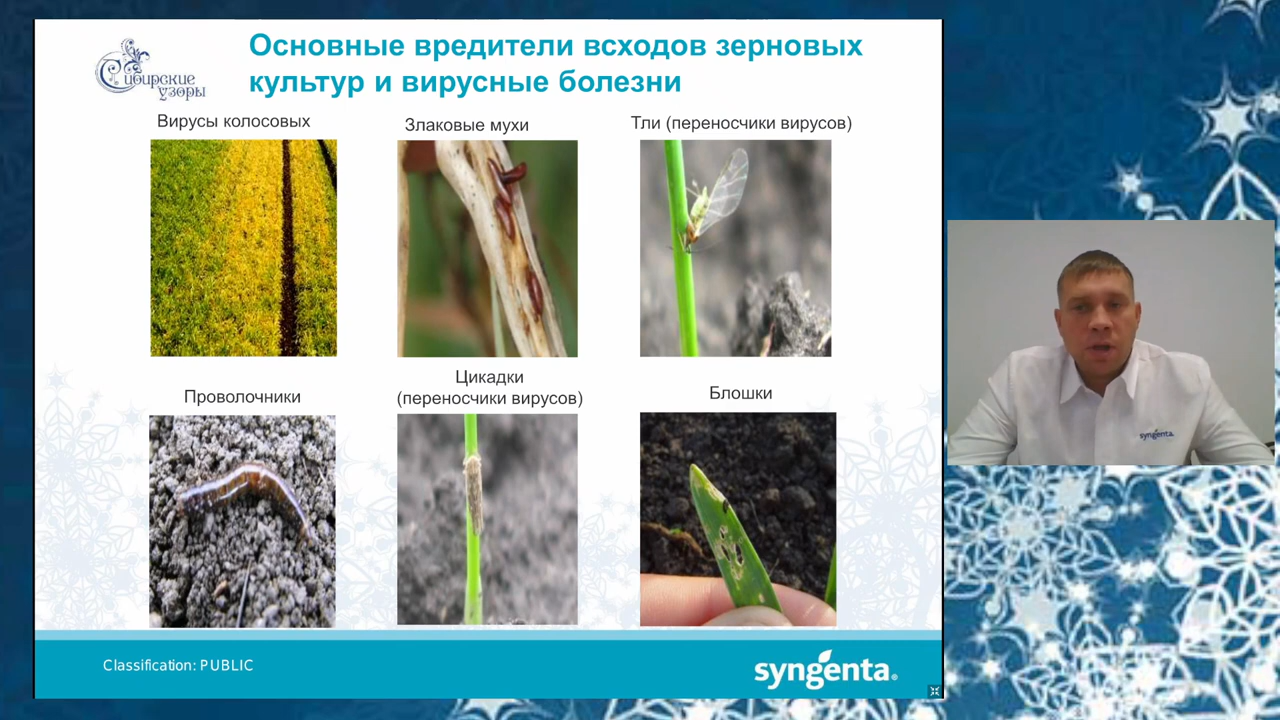 Основные вредители всходов зерновых
культур и вирусные болезни
Сибирские
узоры
Вирусы колосовых
Злаковые мухи
Тли (переносчики вирусов)
Проволочники
Цикадки
(переносчики вирусов)
Блошки
syngenta
Classification: PUBLIC
syngenta®